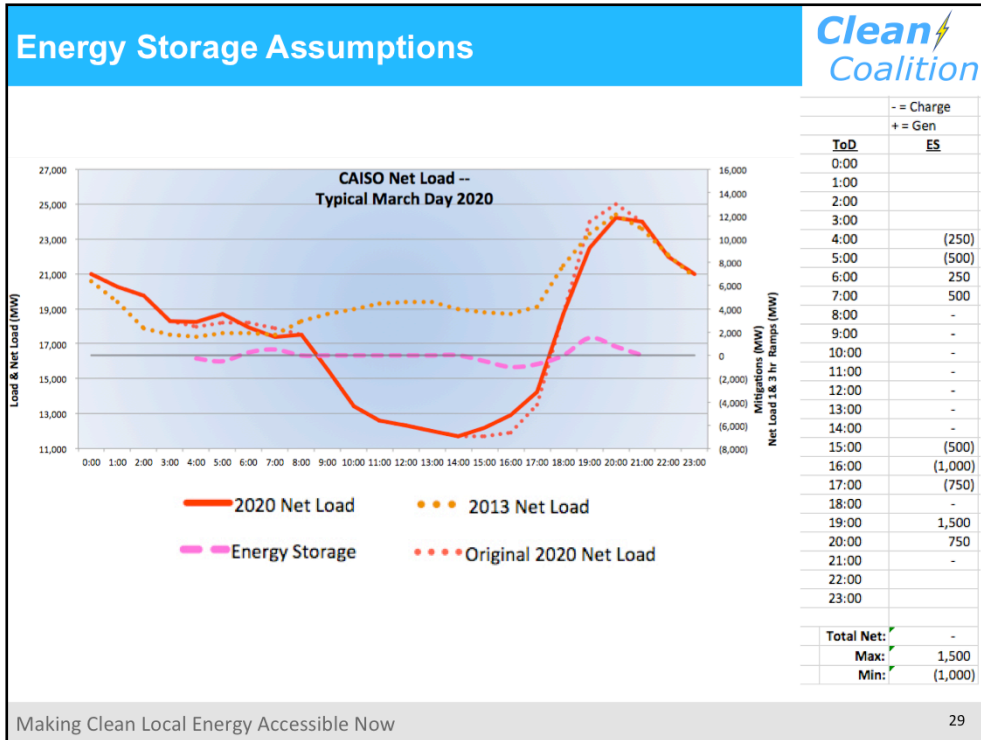 Energy Storage Assumptions
Clean
Coalition
- = Charge
+ = Gen
ToD ES
0:00
1:00
2:00
3:00
4:00 (250)
5:00 (500)
6:00 250
7:00 500
8:00 -
9:00 -
10:00 -
11:00 -
12:00 -
13:00 -
14:00 -
15:00 (500)
16:00 (1,000)
17:00 (750)
18:00 -
19:00 1,500
20:00 750
21:00 -
22:00
23:00
Total Net: -
Max: 1,500
Min: (1,000)
CAISO Net Load --
Typical March Day 2020
Load & Net Load (MW)
27,000
25,000
23,000
21,000
19,000
17,000
15,000
13,000
11,000
16,000
14,000
12,000
10,000
8,000
6,000
4,000
2,000
0
(2,000)
(4,000)
(6,000)
(8,000)
Mitigations (MW)
Net Load 1& 3 hr Ramps (MW)
0:00 1:00 2:00 3:00 4:00 5:00 6:00 7:00 8:00 9:00 10:00 11:00 12:00 13:00 14:00 15:00 16:00 17:00 18:00 19:00 20:00 21:00 22:00 23:00
2020 Net Load
2013 Net Load
Energy Storage
Original 2020 Net Load
Making Clean Local Energy Accessible Now
29